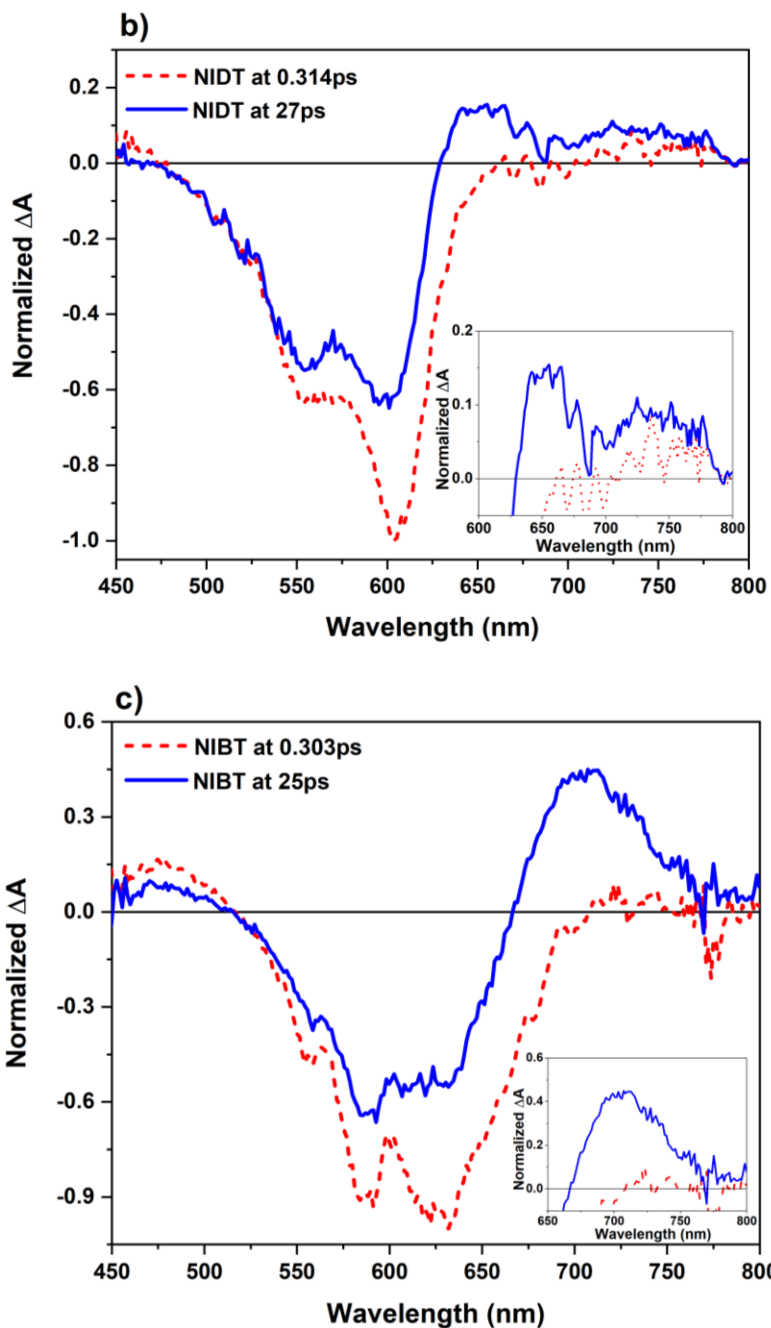 b)
NIDT at 0.314ps
NIDT at 27ps
Normalized ΔA
0.2
0.0
-0.2
-0.4
-0.6
-0.8
-1.0
450 500 550 600 650 700 750 800
Wavelength (nm)
Normalized ΔA
0.2
0.1
0.0
600 650 700 750 800
Wavelength (nm)
c)
NIBT at 0.303ps
NIBT at 25ps
Normalized ΔA
0.6
0.3
0.0
-0.3
-0.6
-0.9
450 500 550 600 650 700 750 800
Wavelength (nm)
Normalized ΔA
0.6
0.4
0.2
0.0
650 700 750 800
Wavelength (nm)